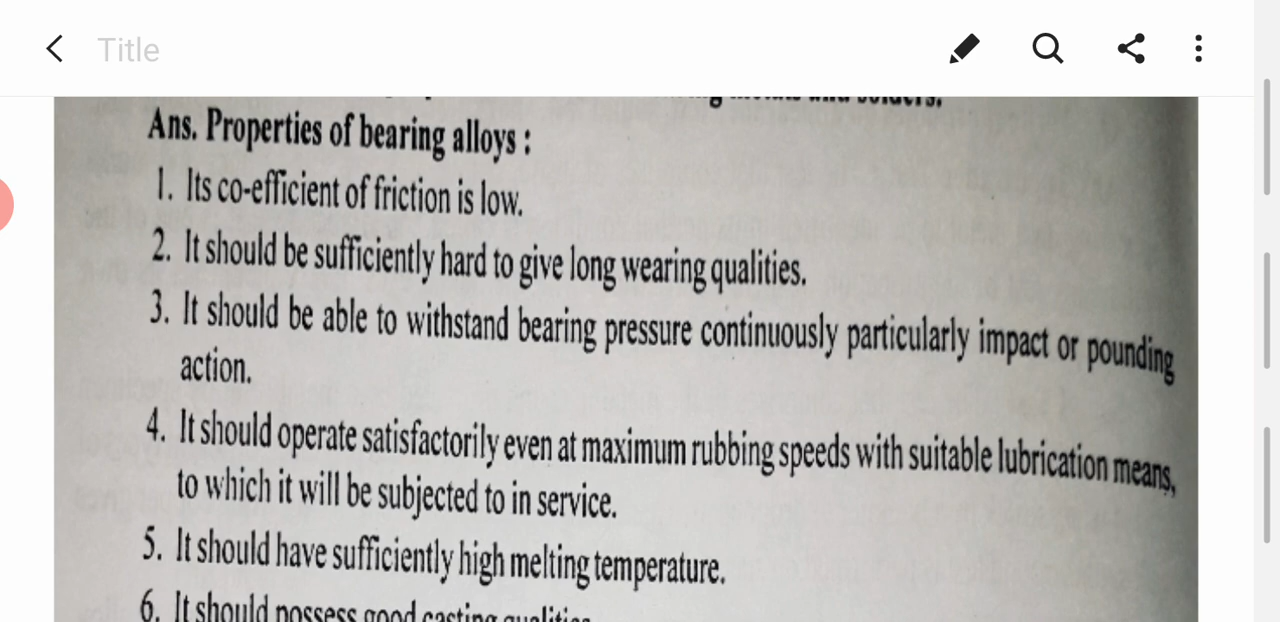 Title
Ans. Properties of bearing alloys :
1. Its co-efficient of friction is low.
2. It should be sufficiently hard to give long wearing qualities.
3. It should be able to withstand bearing pressure continuously particularly impact or pounding
action.
4. It should operate satisfactorily even at maximum rubbing speeds with suitable lubrication means,
to which it will be subjected to in service.
5. It should have sufficiently high melting temperature.
6. It should possess good casting qualities